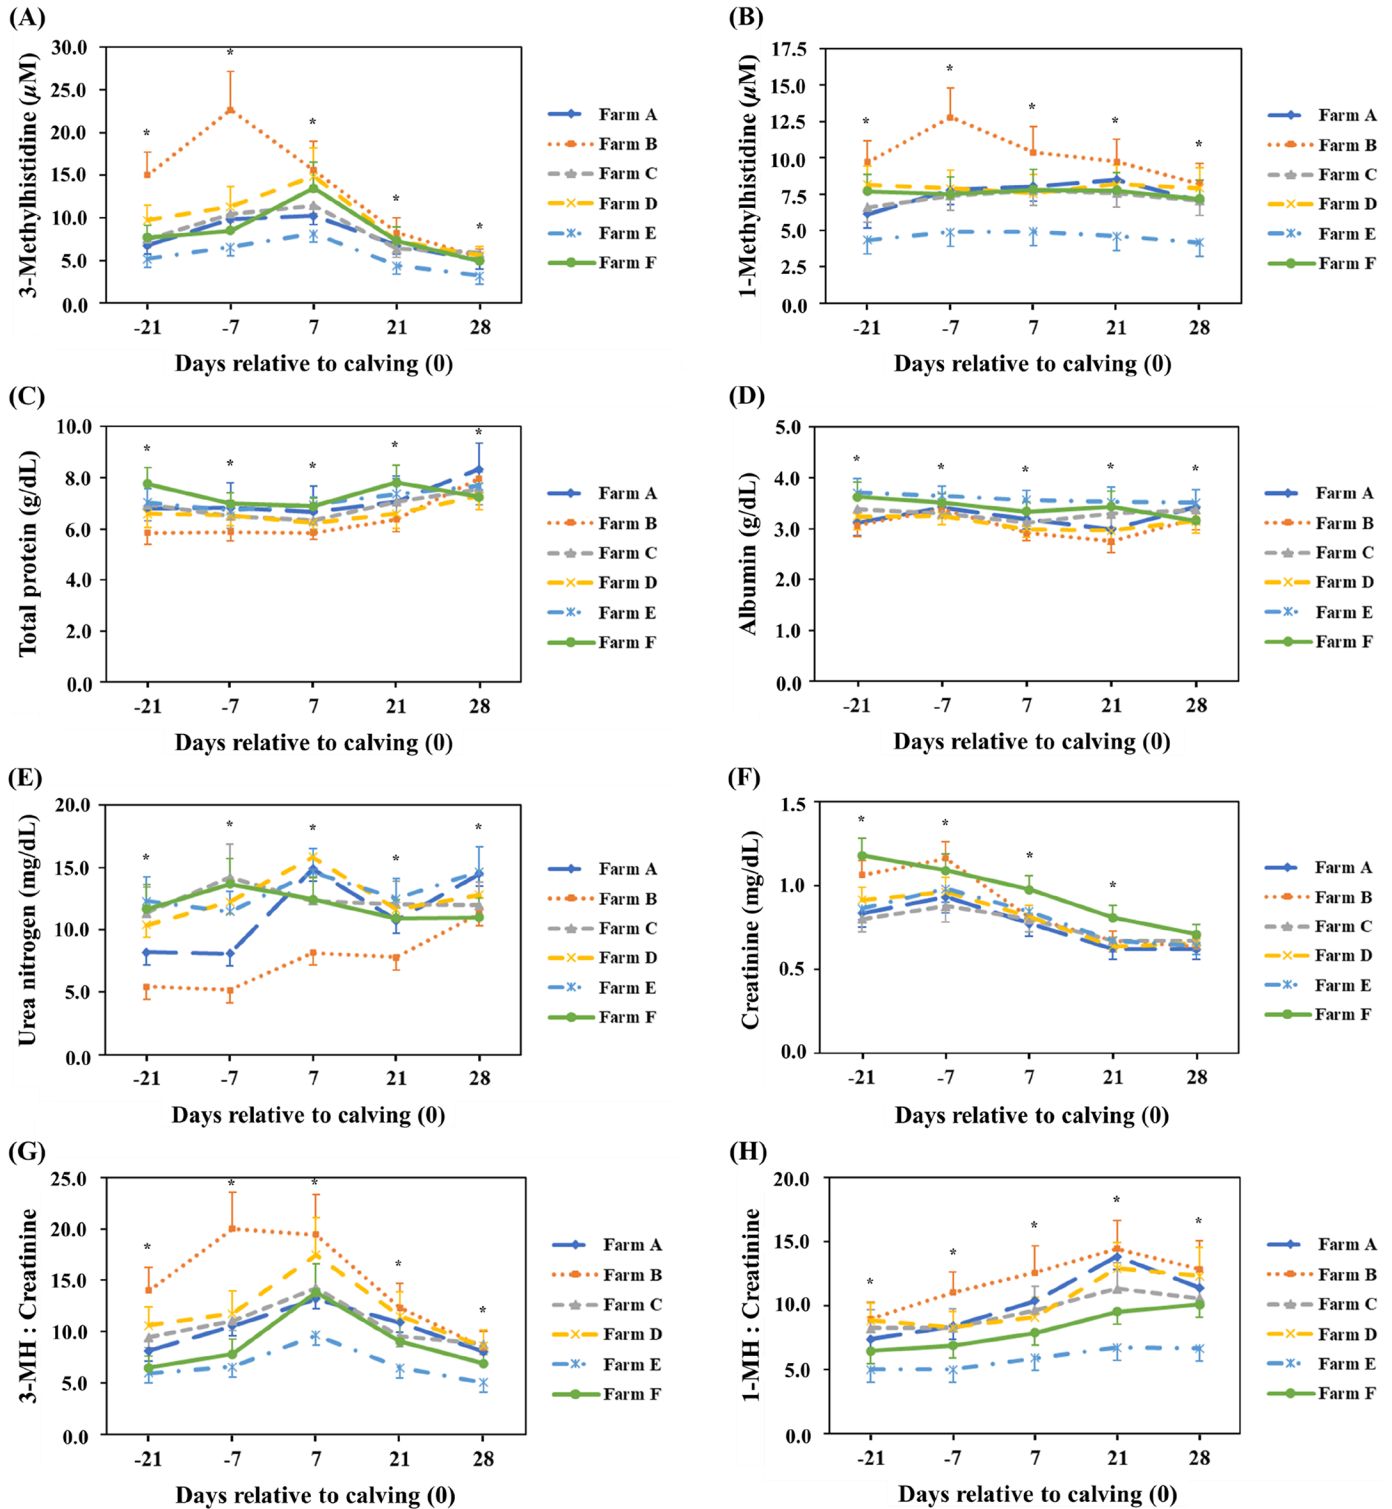 (A)
3-Methylhistidine (µM)
30.0
25.0
20.0
15.0
10.0
5.0
0.0
* * * * *
-21 -7 7 21 28
Days relative to calving (0)
Farm A
Farm B
Farm C
Farm D
Farm E
Farm F
(B)
1-Methylhistidine (µM)
17.5
15.0
12.5
10.0
7.5
5.0
2.5
0.0
* * * * *
-21 -7 7 21 28
Days relative to calving (0)
Farm A
Farm B
Farm C
Farm D
Farm E
Farm F
(C)
Total protein (g/dL)
10.0
8.0
6.0
4.0
2.0
0.0
* * * * *
-21 -7 7 21 28
Days relative to calving (0)
Farm A
Farm B
Farm C
Farm D
Farm E
Farm F
(D)
Albumin (g/dL)
5.0
4.0
3.0
2.0
1.0
0.0
* * * * *
-21 -7 7 21 28
Days relative to calving (0)
Farm A
Farm B
Farm C
Farm D
Farm E
Farm F
(E)
Urea nitrogen (mg/dL)
20.0
15.0
10.0
5.0
0.0
* * * * *
-21 -7 7 21 28
Days relative to calving (0)
Farm A
Farm B
Farm C
Farm D
Farm E
Farm F
(F)
Creatinine (mg/dL)
1.5
1.0
0.5
0.0
* * * *
-21 -7 7 21 28
Days relative to calving (0)
Farm A
Farm B
Farm C
Farm D
Farm E
Farm F
(G)
3-MH : Creatinine
25.0
20.0
15.0
10.0
5.0
0.0
* * * * *
-21 -7 7 21 28
Days relative to calving (0)
Farm A
Farm B
Farm C
Farm D
Farm E
Farm F
(H)
1-MH : Creatinine
20.0
15.0
10.0
5.0
0.0
* * * * *
-21 -7 7 21 28
Days relative to calving (0)
Farm A
Farm B
Farm C
Farm D
Farm E
Farm F